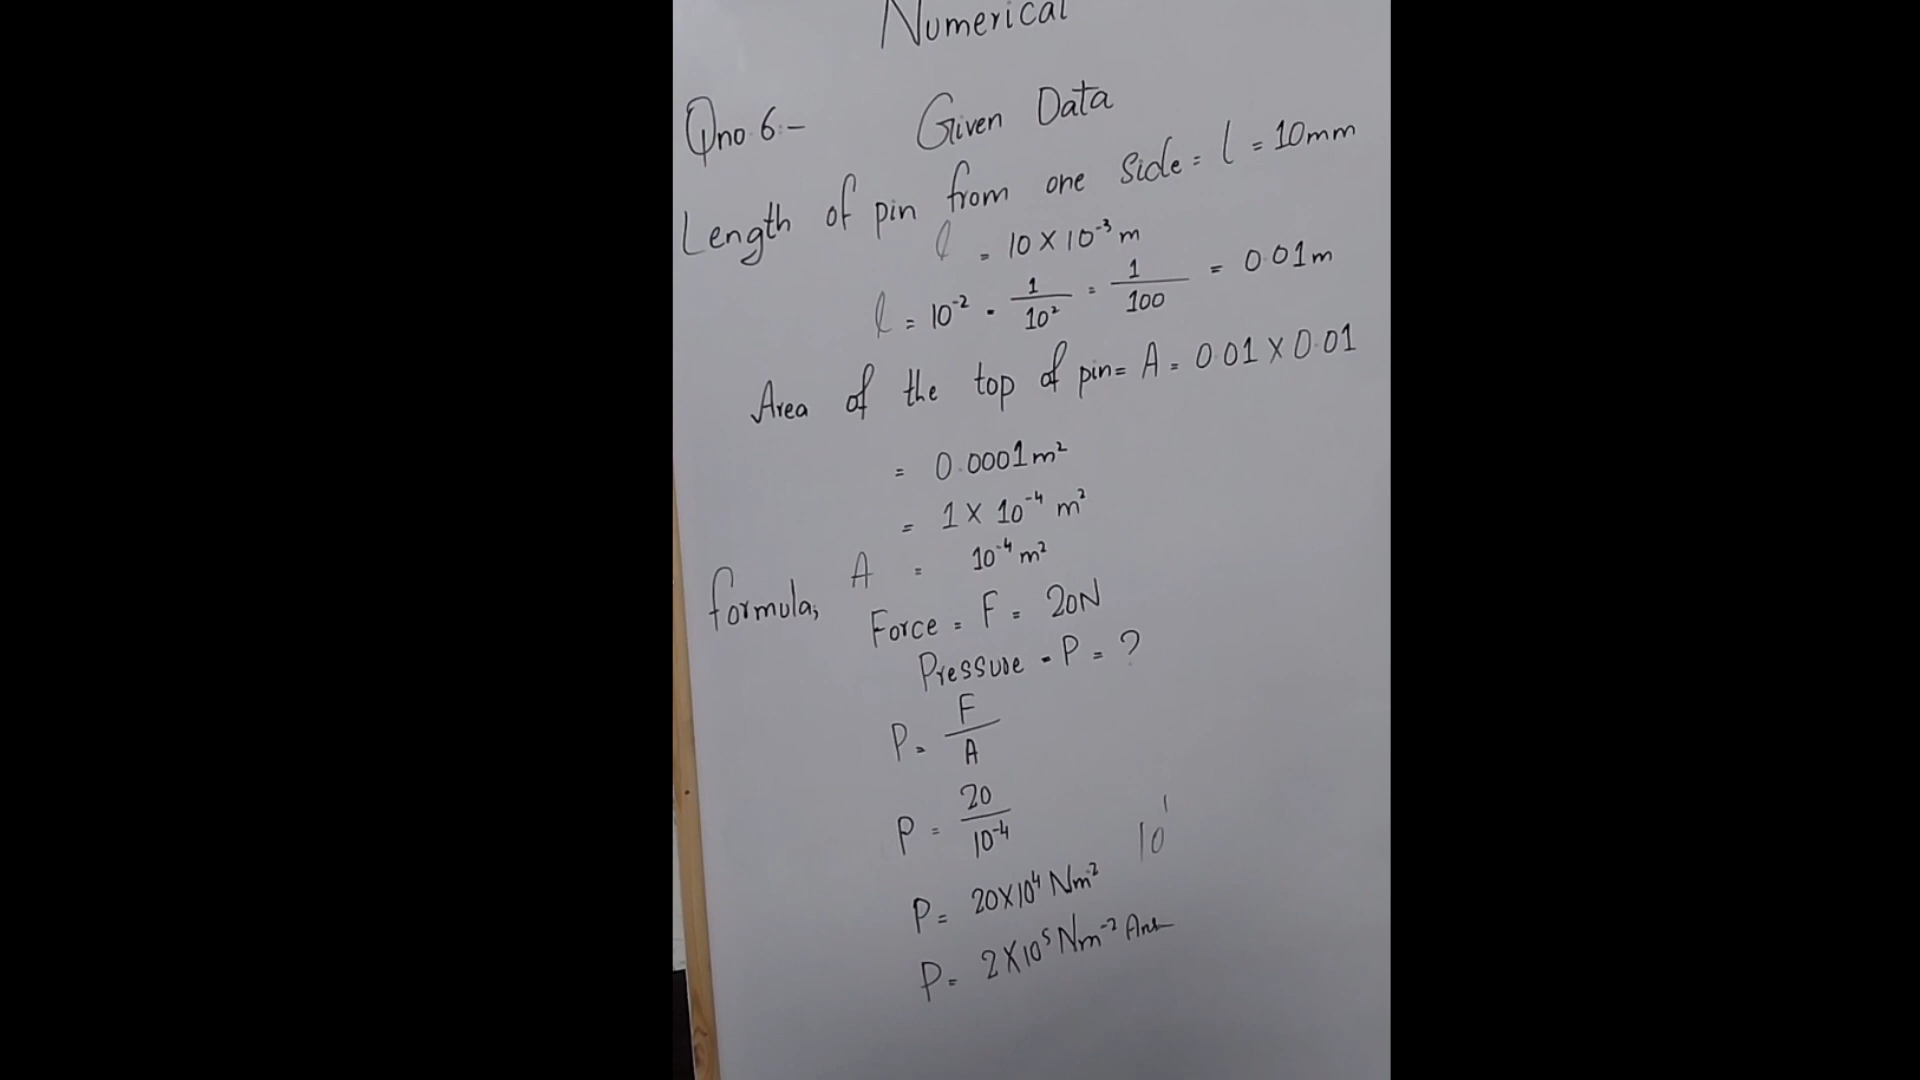 Numerical
Qno 6:- Given Data
Length of pin from one Side = l = 10mm
l = 10 × 10⁻³ m
l = 10⁻² = 1/10² = 1/100 = 0.01m
Area of the top of pin = A = 0.01 × 0.01
= 0.0001 m²
= 1 × 10⁻⁴ m²
A = 10⁻⁴ m²
formula,
Force = F = 20N
Pressure = P = ?
P = F/A
P = 20/10⁻⁴
10¹
P = 20×10⁴ Nm⁻²
P = 2×10⁵ Nm⁻² Ans